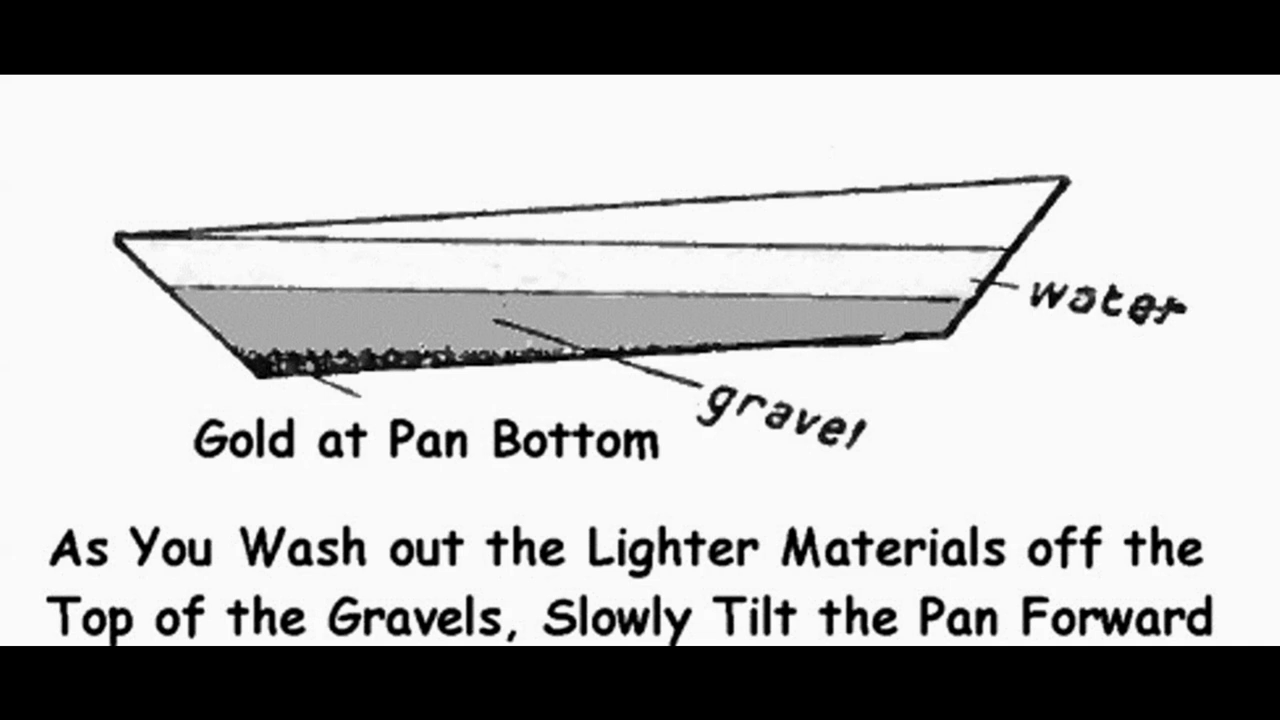 water
gravel
Gold at Pan Bottom
As You Wash out the Lighter Materials off the
Top of the Gravels, Slowly Tilt the Pan Forward